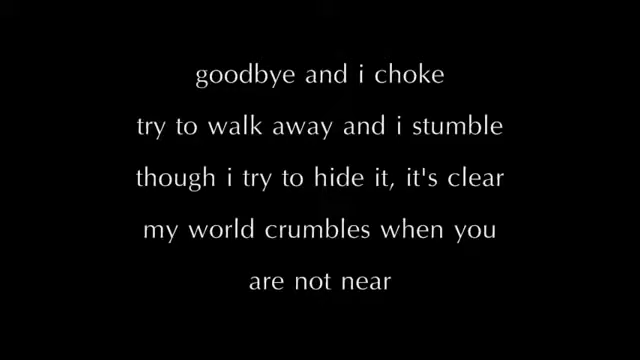 goodbye and i choke
try to walk away and i stumble
though i try to hide it, it's clear
my world crumbles when you
are not near